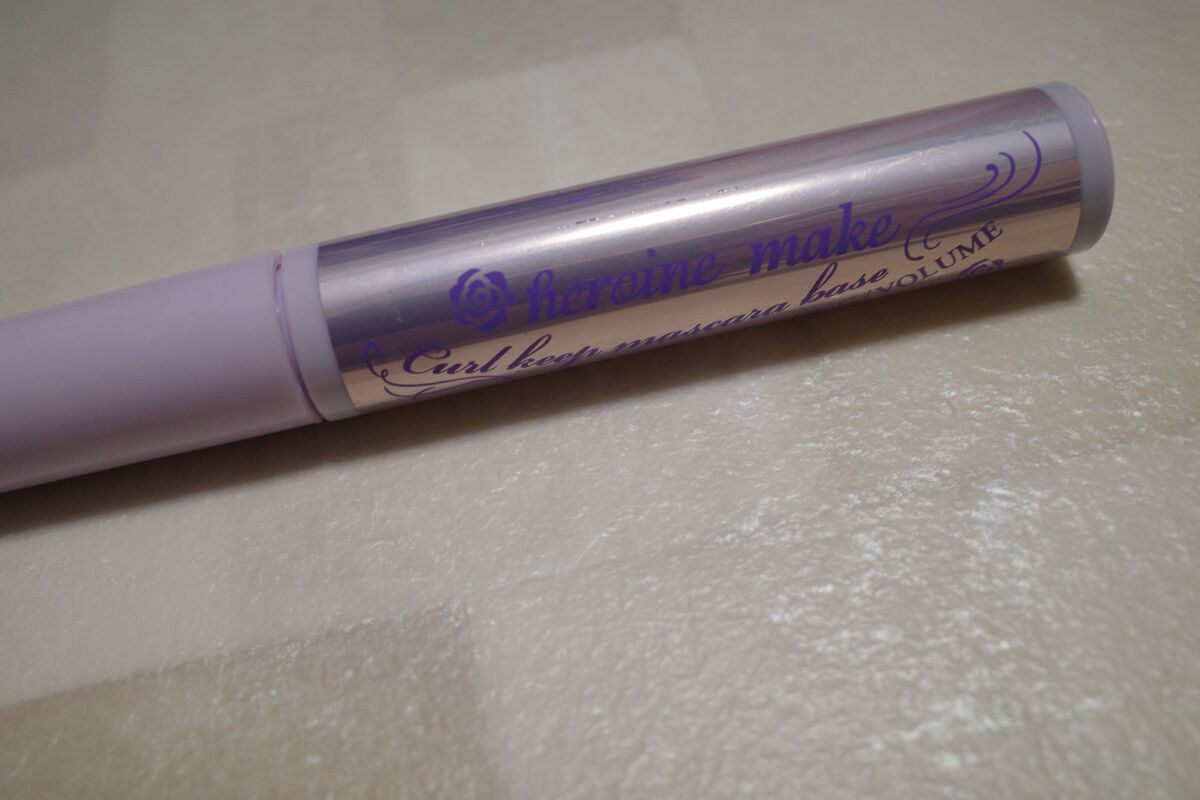 heroine make
Curl keep mascara base
/VOLUME